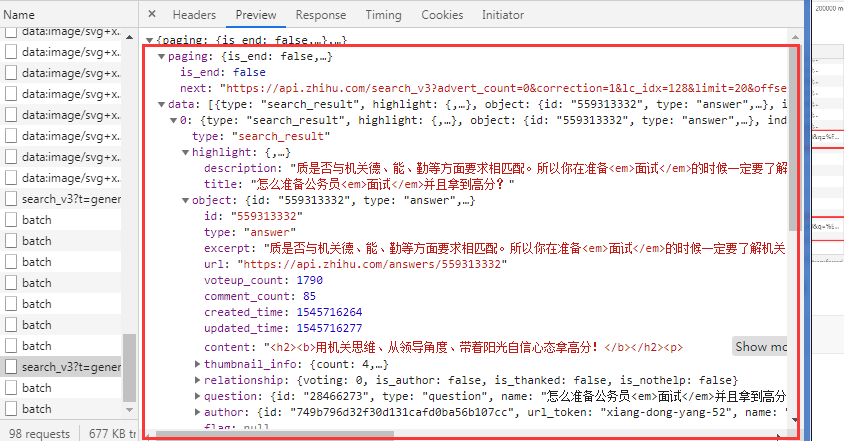 Name
data:image/svg+x...
data:image/svg+x...
data:image/svg+x...
data:image/svg+x...
data:image/svg+x...
data:image/svg+x...
data:image/svg+x...
data:image/svg+x...
search_v3?t=gener
batch
batch
batch
batch
batch
batch
batch
search_v3?t=gener
batch
batch
98 requests
677 KB tr
× Headers Preview Response Timing Cookies Initiator
▼{paging: {is_end: false,…},…}
▼paging: {is_end: false,…}
is_end: false
next: "https://api.zhihu.com/search_v3?advert_count=0&correction=1&lc_idx=128&limit=20&offse
▼data: [{type: "search_result", highlight: {,…}, object: {id: "559313332", type: "answer",…}, i
▼0: {type: "search_result", highlight: {,…}, object: {id: "559313332", type: "answer",…}, ind
type: "search_result"
▼highlight: {,…}
description: "质是否与机关德、能、勤等方面要求相匹配。所以你在准备<em>面试</em>的时候一定要了解
title: "怎么准备公务员<em>面试</em>并且拿到高分？"
▼object: {id: "559313332", type: "answer",…}
id: "559313332"
type: "answer"
excerpt: "质是否与机关德、能、勤等方面要求相匹配。所以你在准备<em>面试</em>的时候一定要了解机关
url: "https://api.zhihu.com/answers/559313332"
voteup_count: 1790
comment_count: 85
created_time: 1545716264
updated_time: 1545716277
content: "<h2><b>用机关思维、从领导角度、带着阳光自信心态拿高分！</b></h2><p> Show mo
▶thumbnail_info: {count: 4,…}
▶relationship: {voting: 0, is_author: false, is_thanked: false, is_nothelp: false}
▶question: {id: "28466273", type: "question", name: "怎么准备公务员<em>面试</em>并且拿到高分
▶author: {id: "749b796d32f30d131cafd0ba56b107cc", url_token: "xiang-dong-yang-52", name: "
flag: null
200000 m